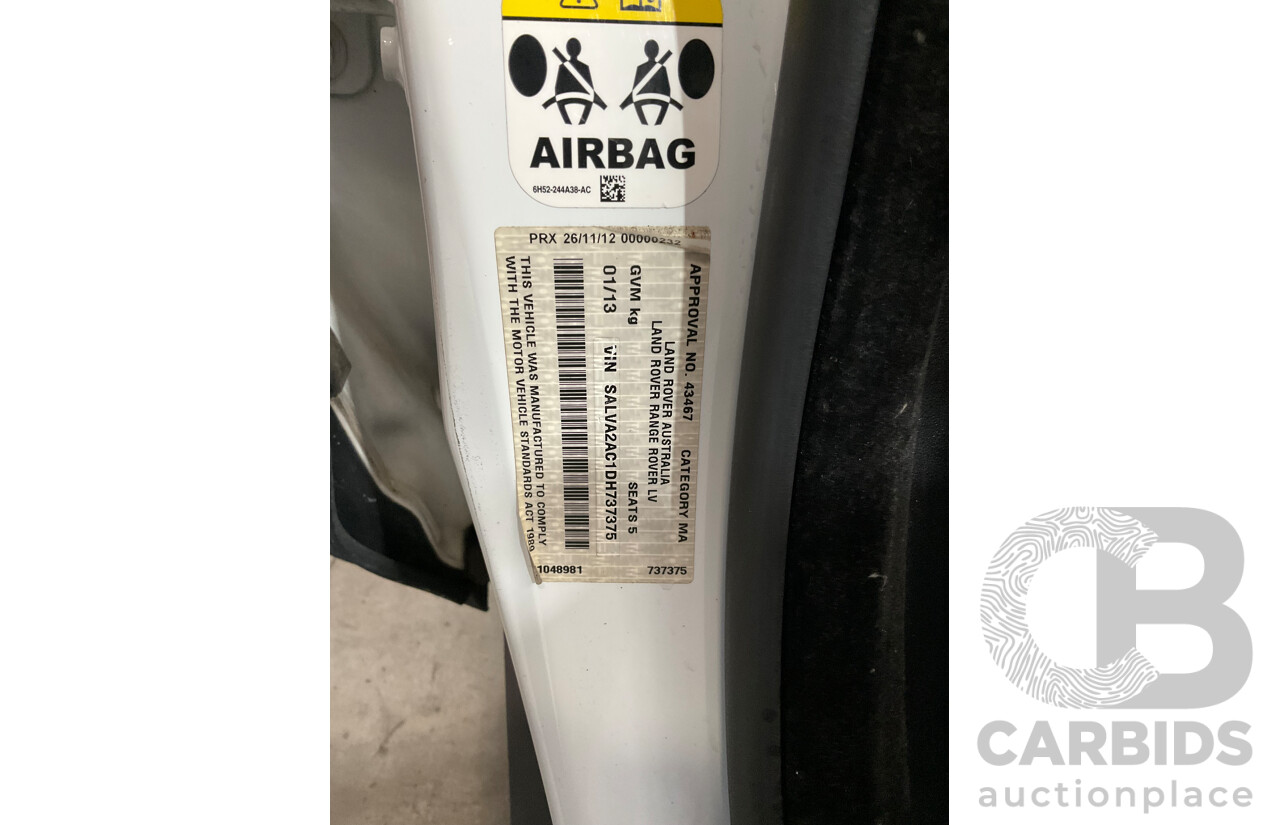 AIRBAG
6H52-244A38-AC
PRX 26/11/12 00000232
APPROVAL NO. 43467 CATEGORY MA
LAND ROVER AUSTRALIA
LAND ROVER RANGE ROVER LV
GVM kg SEATS 5
01/13 VIN SALVA2AC1DH737375
THIS VEHICLE WAS MANUFACTURED TO COMPLY
WITH THE MOTOR VEHICLE STANDARDS ACT 1989
1048981 737375
CB
CARBIDS
auctionplace